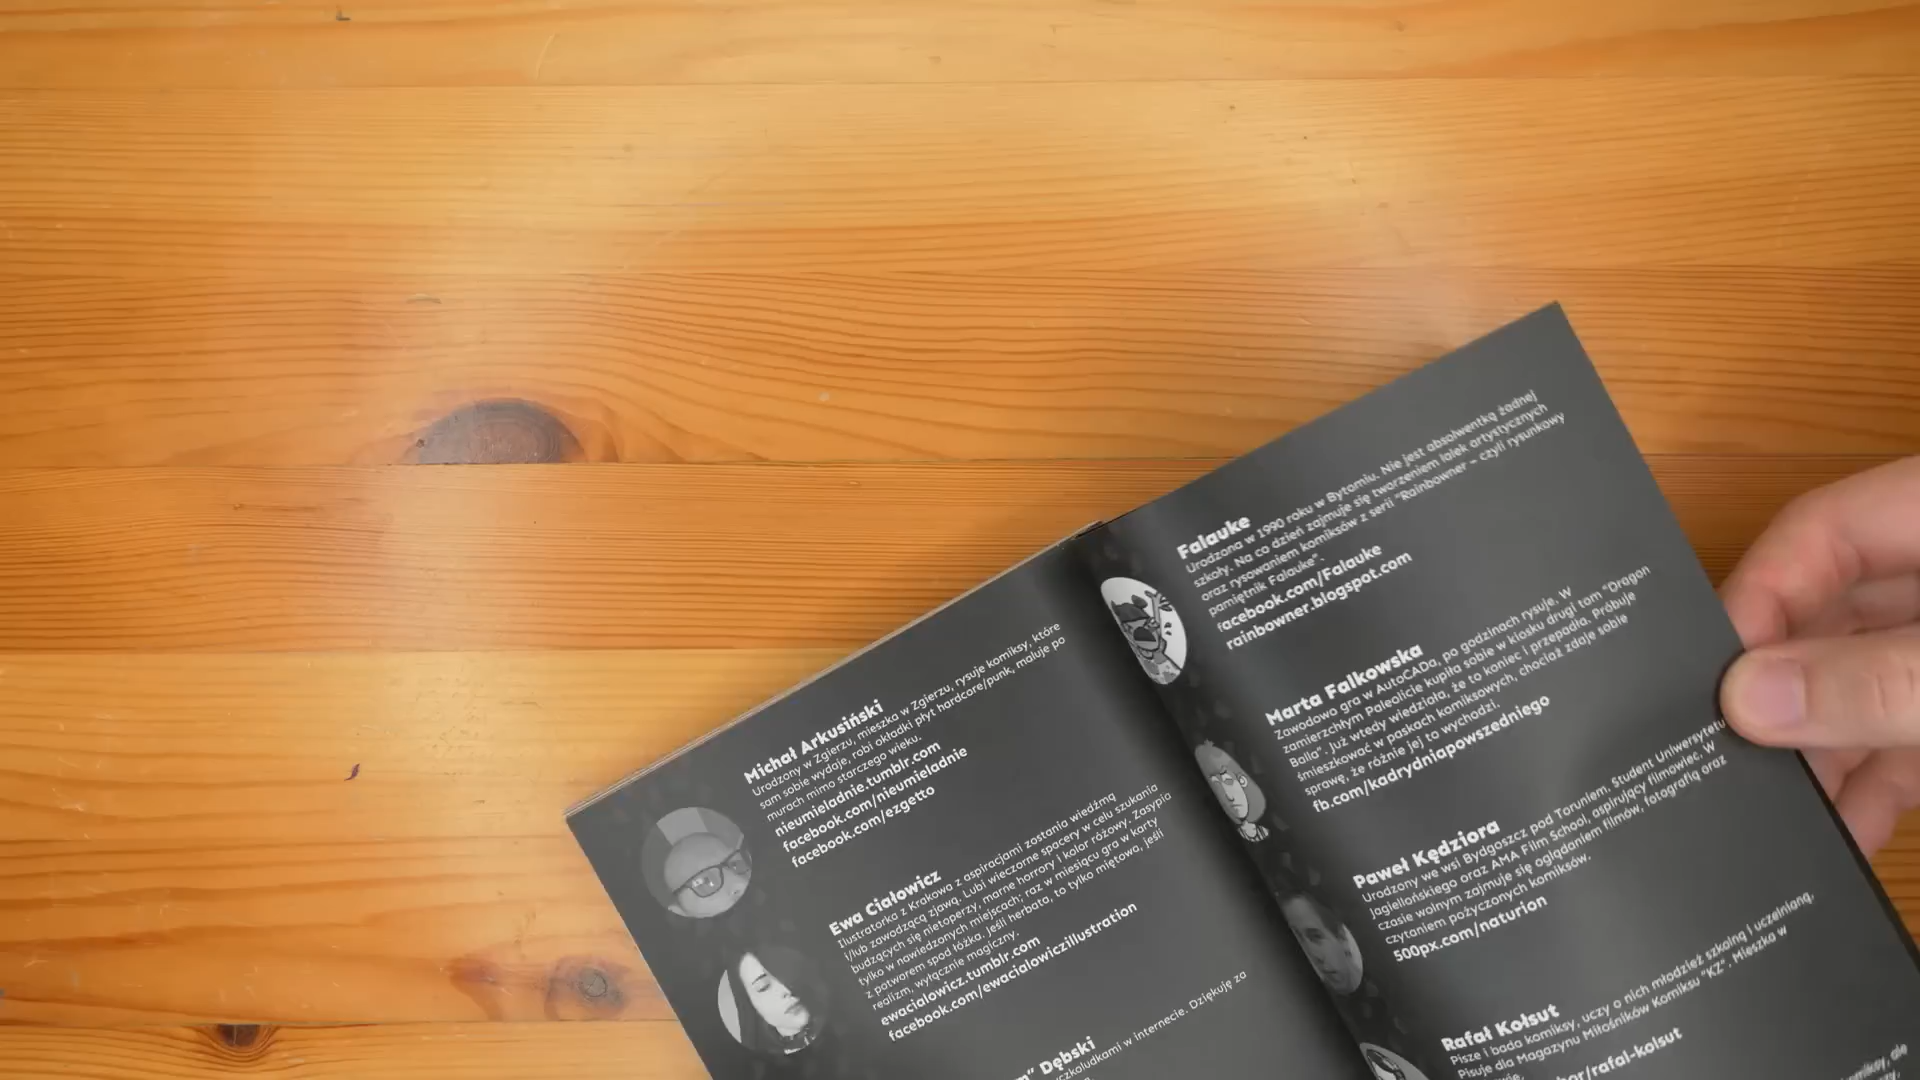 Michał Arkusiński
Urodzony w Zgierzu, mieszka w Zgierzu, rysuje komiksy, które
sam sobie wydaje, robi okładki płyt hardcore/punk, maluje po
murach mimo starczego wieku.
nieumieladnie.tumblr.com
facebook.com/nieumieladnie
facebook.com/ezgetto
Ewa Ciałowicz
Ilustratorka z Krakowa z aspiracjami zostania wiedźmą
i/lub zawodzącą zjawą. Lubi wieczorne spacery w celu szukania
budzących się nietoperzy, marne horrory i kolor różowy. Zasypia
tylko w nawiedzonych miejscach; raz w miesiącu gra w karty
z potworem spod łóżka. Jeśli herbata, to tylko miętowa, jeśli
realizm, wyłącznie magiczny.
ewacialowicz.tumblr.com
facebook.com/ewacialowiczillustration
Dębski
w internecie. Dziękuję za
Falauke
Urodzona w 1990 roku w Bytomiu. Nie jest absolwentką żadnej
szkoły. Na co dzień zajmuje się tworzeniem lalek artystycznych
oraz rysowaniem komiksów z serii "Rainbowner – czyli rysunkowy
pamiętnik Falauke".
facebook.com/Falauke
rainbowner.blogspot.com
Marta Falkowska
Zawodowo gra w AutoCADa, po godzinach rysuje. W
zamierzchłym Paleolicie kupiła sobie w kiosku drugi tom "Dragon
Balla". Już wtedy wiedziała, że to koniec i przepadła. Próbuje
śmieszkować w paskach komiksowych, chociaż zdaje sobie
sprawę, że różnie jej to wychodzi.
fb.com/kadrydniapowszedniego
Paweł Kędziora
Urodzony we wsi Bydgoszcz pod Toruniem. Student Uniwersytetu
Jagiellońskiego oraz AMA Film School, aspirujący filmowiec. W
czasie wolnym zajmuje się oglądaniem filmów, fotografią oraz
czytaniem pożyczonych komiksów.
500px.com/naturion
Rafał Kołsut
Pisze i bada komiksy, uczy o nich młodzież szkolną i uczelnianą.
Pisuje dla Magazynu Miłośników Komiksu "KZ". Mieszka w
/rafal-kolsut